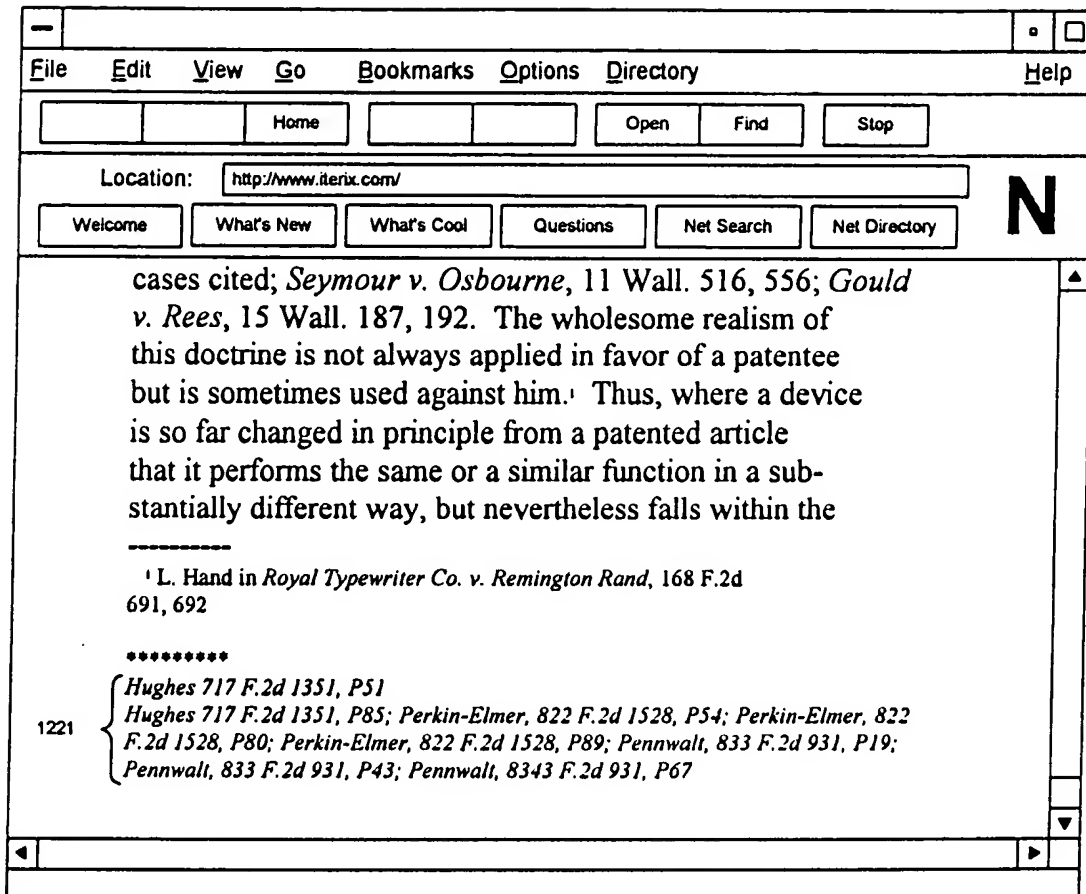 File Edit View Go Bookmarks Options Directory Help
Home Open Find Stop
Location: http://www.iterix.com/
N
Welcome What's New What's Cool Questions Net Search Net Directory
cases cited; Seymour v. Osbourne, 11 Wall. 516, 556; Gould
v. Rees, 15 Wall. 187, 192. The wholesome realism of
this doctrine is not always applied in favor of a patentee
but is sometimes used against him.¹ Thus, where a device
is so far changed in principle from a patented article
that it performs the same or a similar function in a sub-
stantially different way, but nevertheless falls within the
----------
¹ L. Hand in Royal Typewriter Co. v. Remington Rand, 168 F.2d
691, 692
*********
Hughes 717 F.2d 1351, P51
1221 Hughes 717 F.2d 1351, P85; Perkin-Elmer, 822 F.2d 1528, P54; Perkin-Elmer, 822
F.2d 1528, P80; Perkin-Elmer, 822 F.2d 1528, P89; Pennwalt, 833 F.2d 931, P19;
Pennwalt, 833 F.2d 931, P43; Pennwalt, 8343 F.2d 931, P67